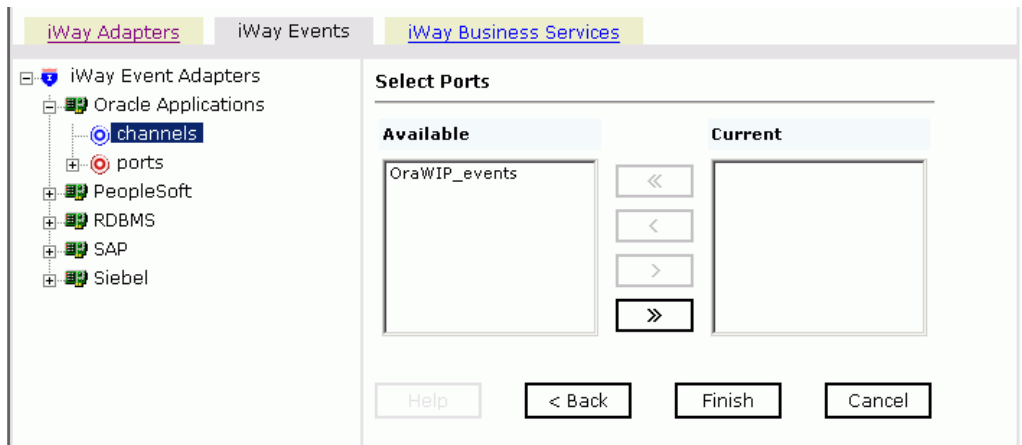 iWay Adapters
iWay Events
iWay Business Services
iWay Event Adapters
Oracle Applications
channels
ports
PeopleSoft
RDBMS
SAP
Siebel
Select Ports
Available
Current
OraWIP_events
«
<
>
»
Help
< Back
Finish
Cancel